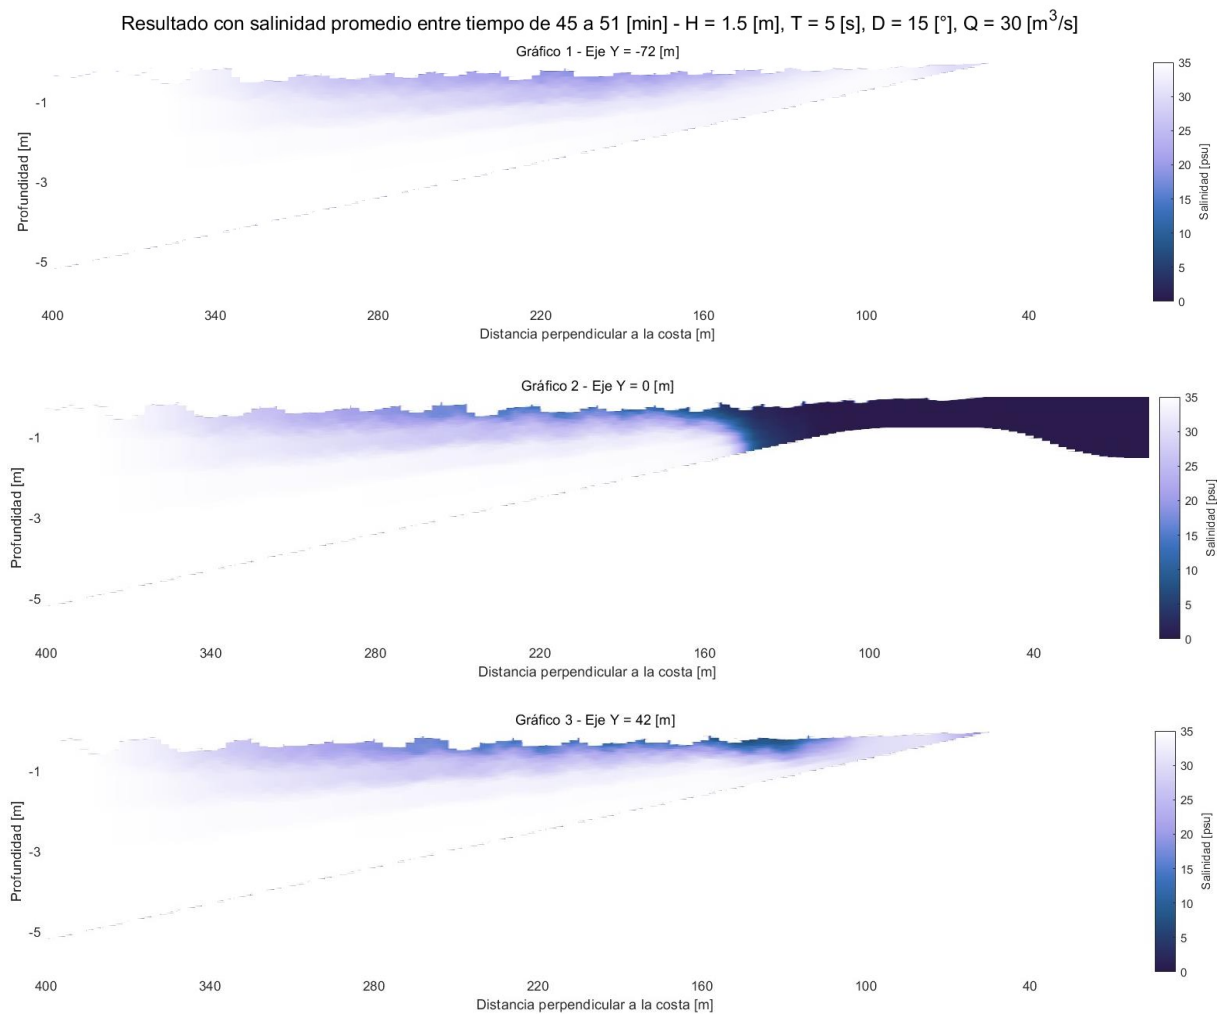 Resultado con salinidad promedio entre tiempo de 45 a 51 [min] - H = 1.5 [m], T = 5 [s], D = 15 [°], Q = 30 [m³/s]
Gráfico 1 - Eje Y = -72 [m]
-1
-3
-5
Profundidad [m]
400 340 280 220 160 100 40
Distancia perpendicular a la costa [m]
35
30
25
20
15
10
5
0
Salinidad [psu]
Gráfico 2 - Eje Y = 0 [m]
-1
-3
-5
Profundidad [m]
400 340 280 220 160 100 40
Distancia perpendicular a la costa [m]
35
30
25
20
15
10
5
0
Salinidad [psu]
Gráfico 3 - Eje Y = 42 [m]
-1
-3
-5
Profundidad [m]
400 340 280 220 160 100 40
Distancia perpendicular a la costa [m]
35
30
25
20
15
10
5
0
Salinidad [psu]